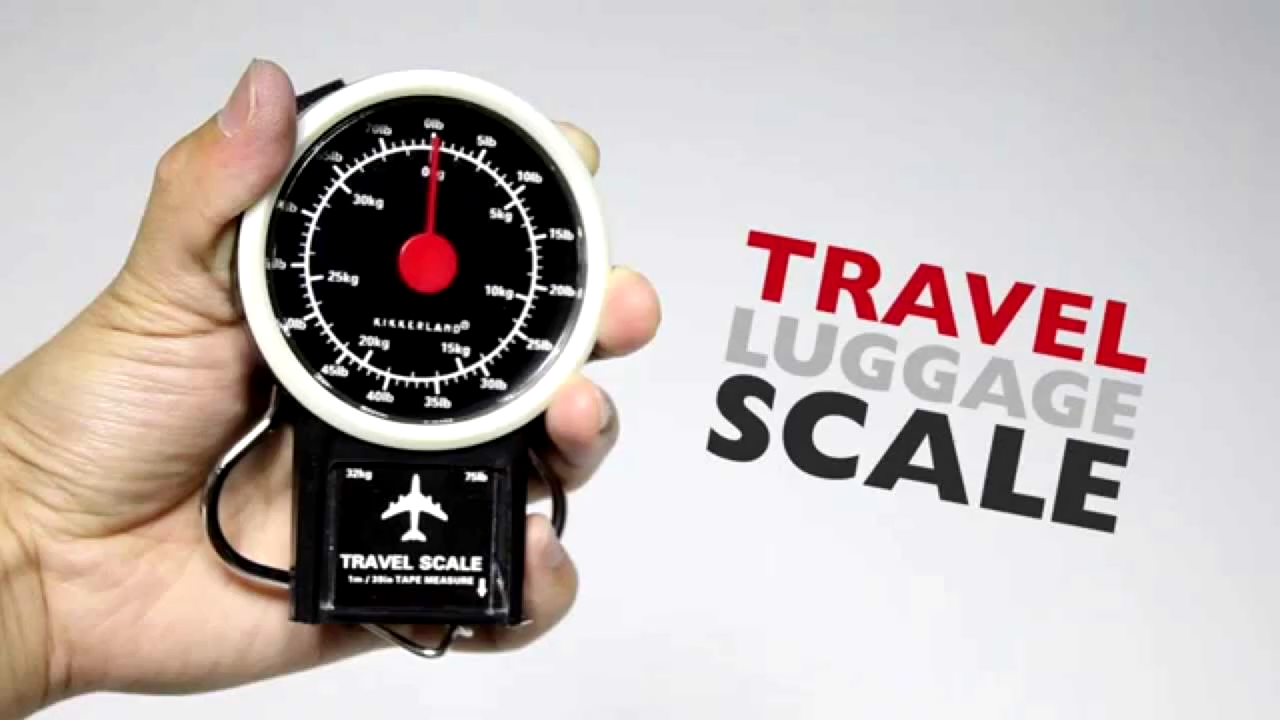 0lb
5lb
10lb
15lb
20lb
25lb
30lb
35lb
40lb
45lb
70lb
5kg
10kg
15kg
20kg
25kg
30kg
KIKKERLAND®
32kg 75lb
TRAVEL SCALE
1m / 39in TAPE MEASURE
TRAVEL
LUGGAGE
SCALE